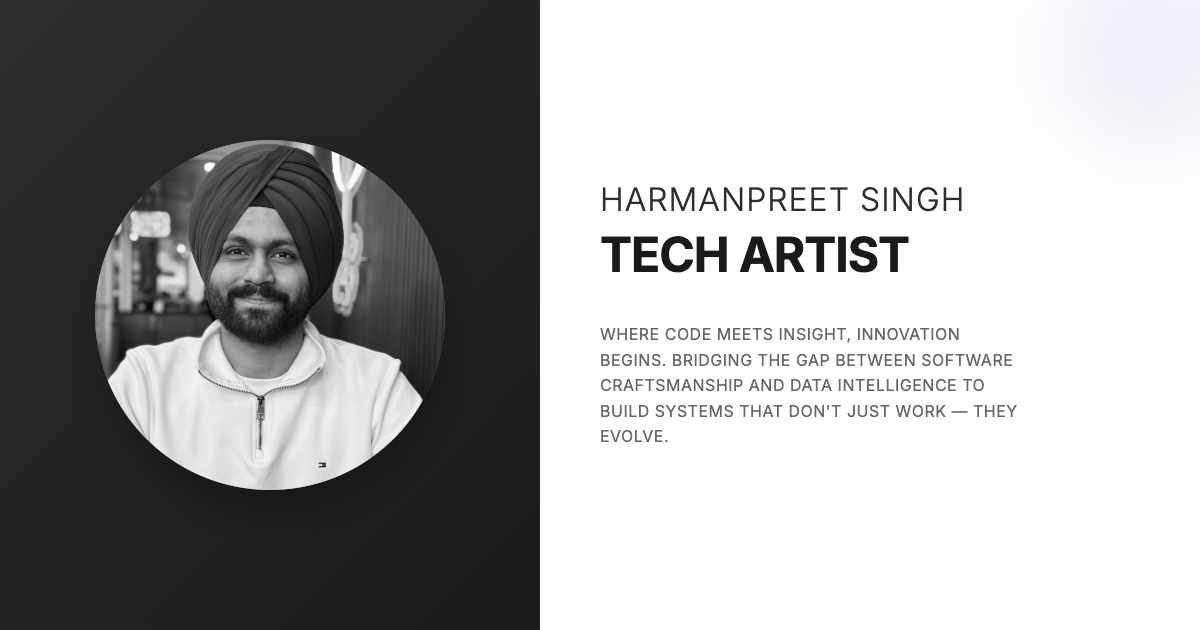 HARMANPREET SINGH
TECH ARTIST
WHERE CODE MEETS INSIGHT, INNOVATION
BEGINS. BRIDGING THE GAP BETWEEN SOFTWARE
CRAFTSMANSHIP AND DATA INTELLIGENCE TO
BUILD SYSTEMS THAT DON'T JUST WORK — THEY
EVOLVE.